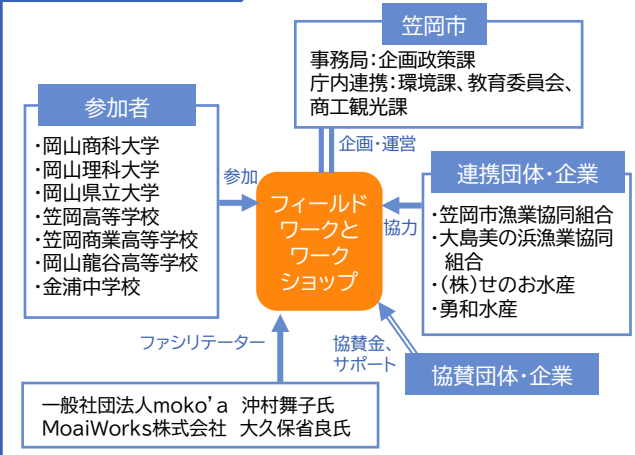 笠岡市
事務局:企画政策課
庁内連携:環境課、教育委員会、
商工観光課
企画・運営
参加者
・岡山商科大学
・岡山理科大学
・岡山県立大学
・笠岡高等学校
・笠岡商業高等学校
・岡山龍谷高等学校
・金浦中学校
参加
フィールド
ワークと
ワーク
ショップ
協力
連携団体・企業
・笠岡市漁業協同組合
・大島美の浜漁業協同
組合
・(株)せのお水産
・勇和水産
ファシリテーター
協賛金、
サポート
協賛団体・企業
一般社団法人moko’a 沖村舞子氏
MoaiWorks株式会社 大久保省良氏